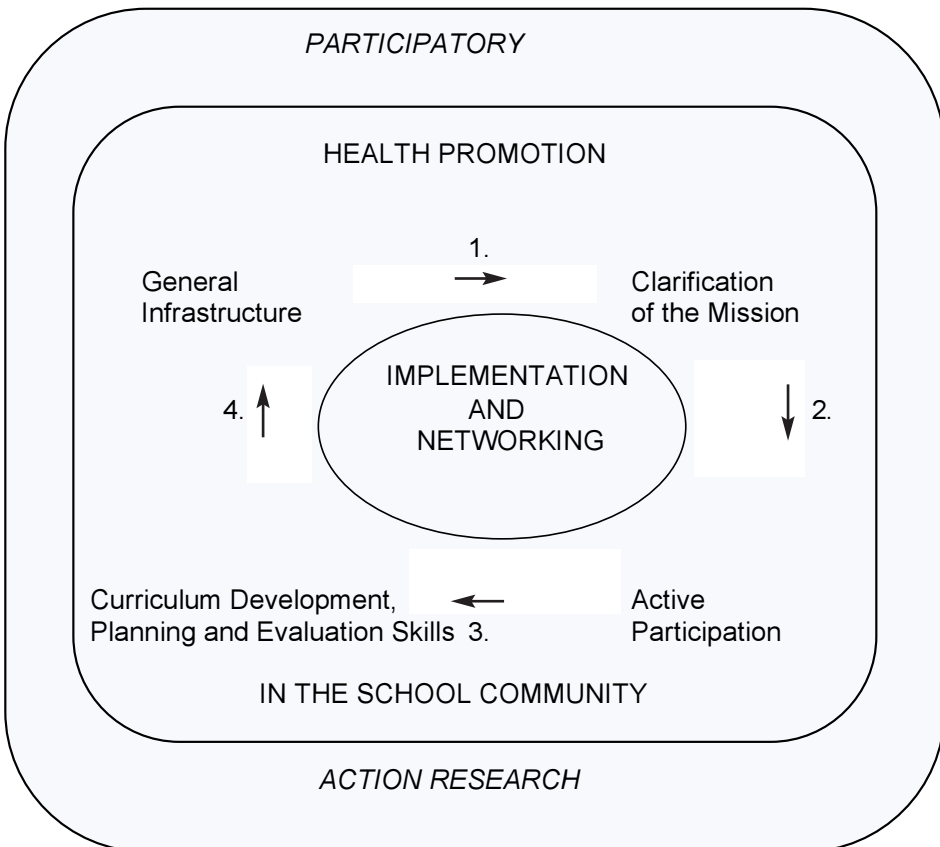 PARTICIPATORY
HEALTH PROMOTION
1.
General
Infrastructure
Clarification
of the Mission
IMPLEMENTATION
AND
NETWORKING
4.
2.
Curriculum Development,
Planning and Evaluation Skills 3.
Active
Participation
IN THE SCHOOL COMMUNITY
ACTION RESEARCH